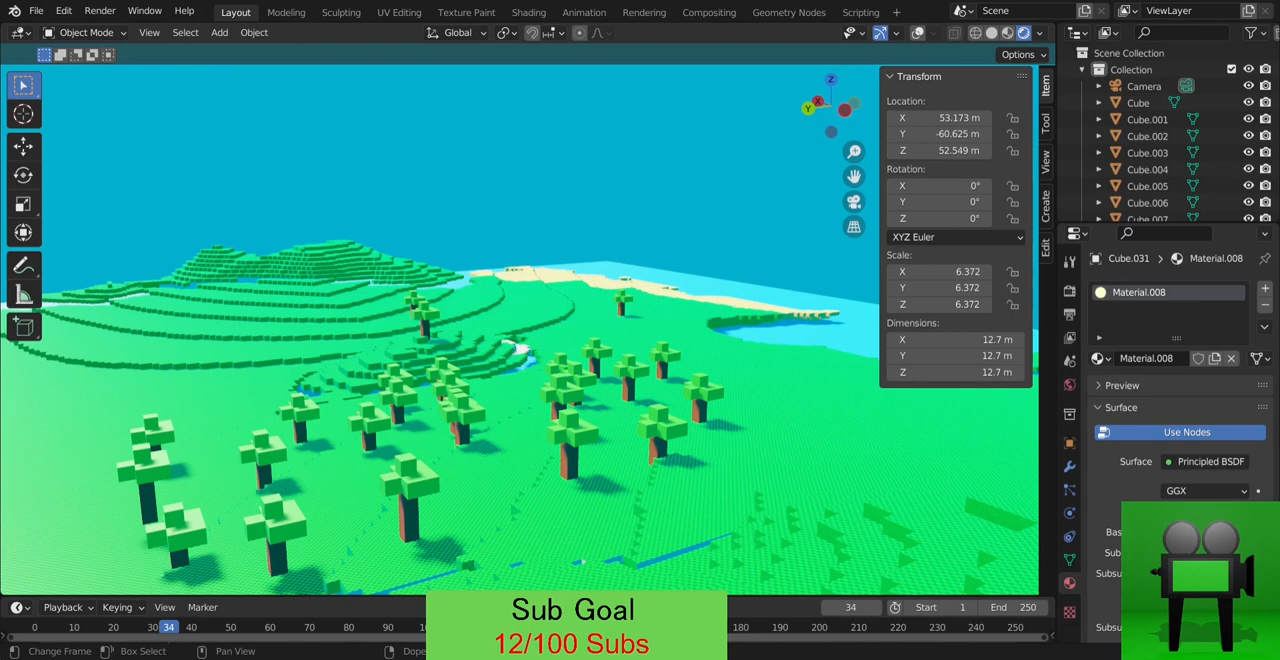 File Edit Render Window Help Layout Modeling Sculpting UV Editing Texture Paint Shading Animation Rendering Compositing Geometry Nodes Scripting + Scene ViewLayer
Object Mode View Select Add Object Global
Options
Transform
Location:
X 53.173 m
Y -60.625 m
Z 52.549 m
Rotation:
X 0°
Y 0°
Z 0°
XYZ Euler
Scale:
X 6.372
Y 6.372
Z 6.372
Dimensions:
X 12.7 m
Y 12.7 m
Z 12.7 m
Item
Tool
View
Create
Edit
Z
X
Y
Scene Collection
Collection
Camera
Cube
Cube.001
Cube.002
Cube.003
Cube.004
Cube.005
Cube.006
Cube.007
Cube.031 Material.008
Material.008
Material.008
Preview
Surface
Use Nodes
Surface Principled BSDF
GGX
Bas
Sub
Subsu
Subsu
Playback Keying View Marker 34 Start 1 End 250
0 10 20 30 34 40 50 60 70 80 90 180 190 200 210 220 230 240 250
Change Frame Box Select Pan View Dope
Sub Goal
12/100 Subs